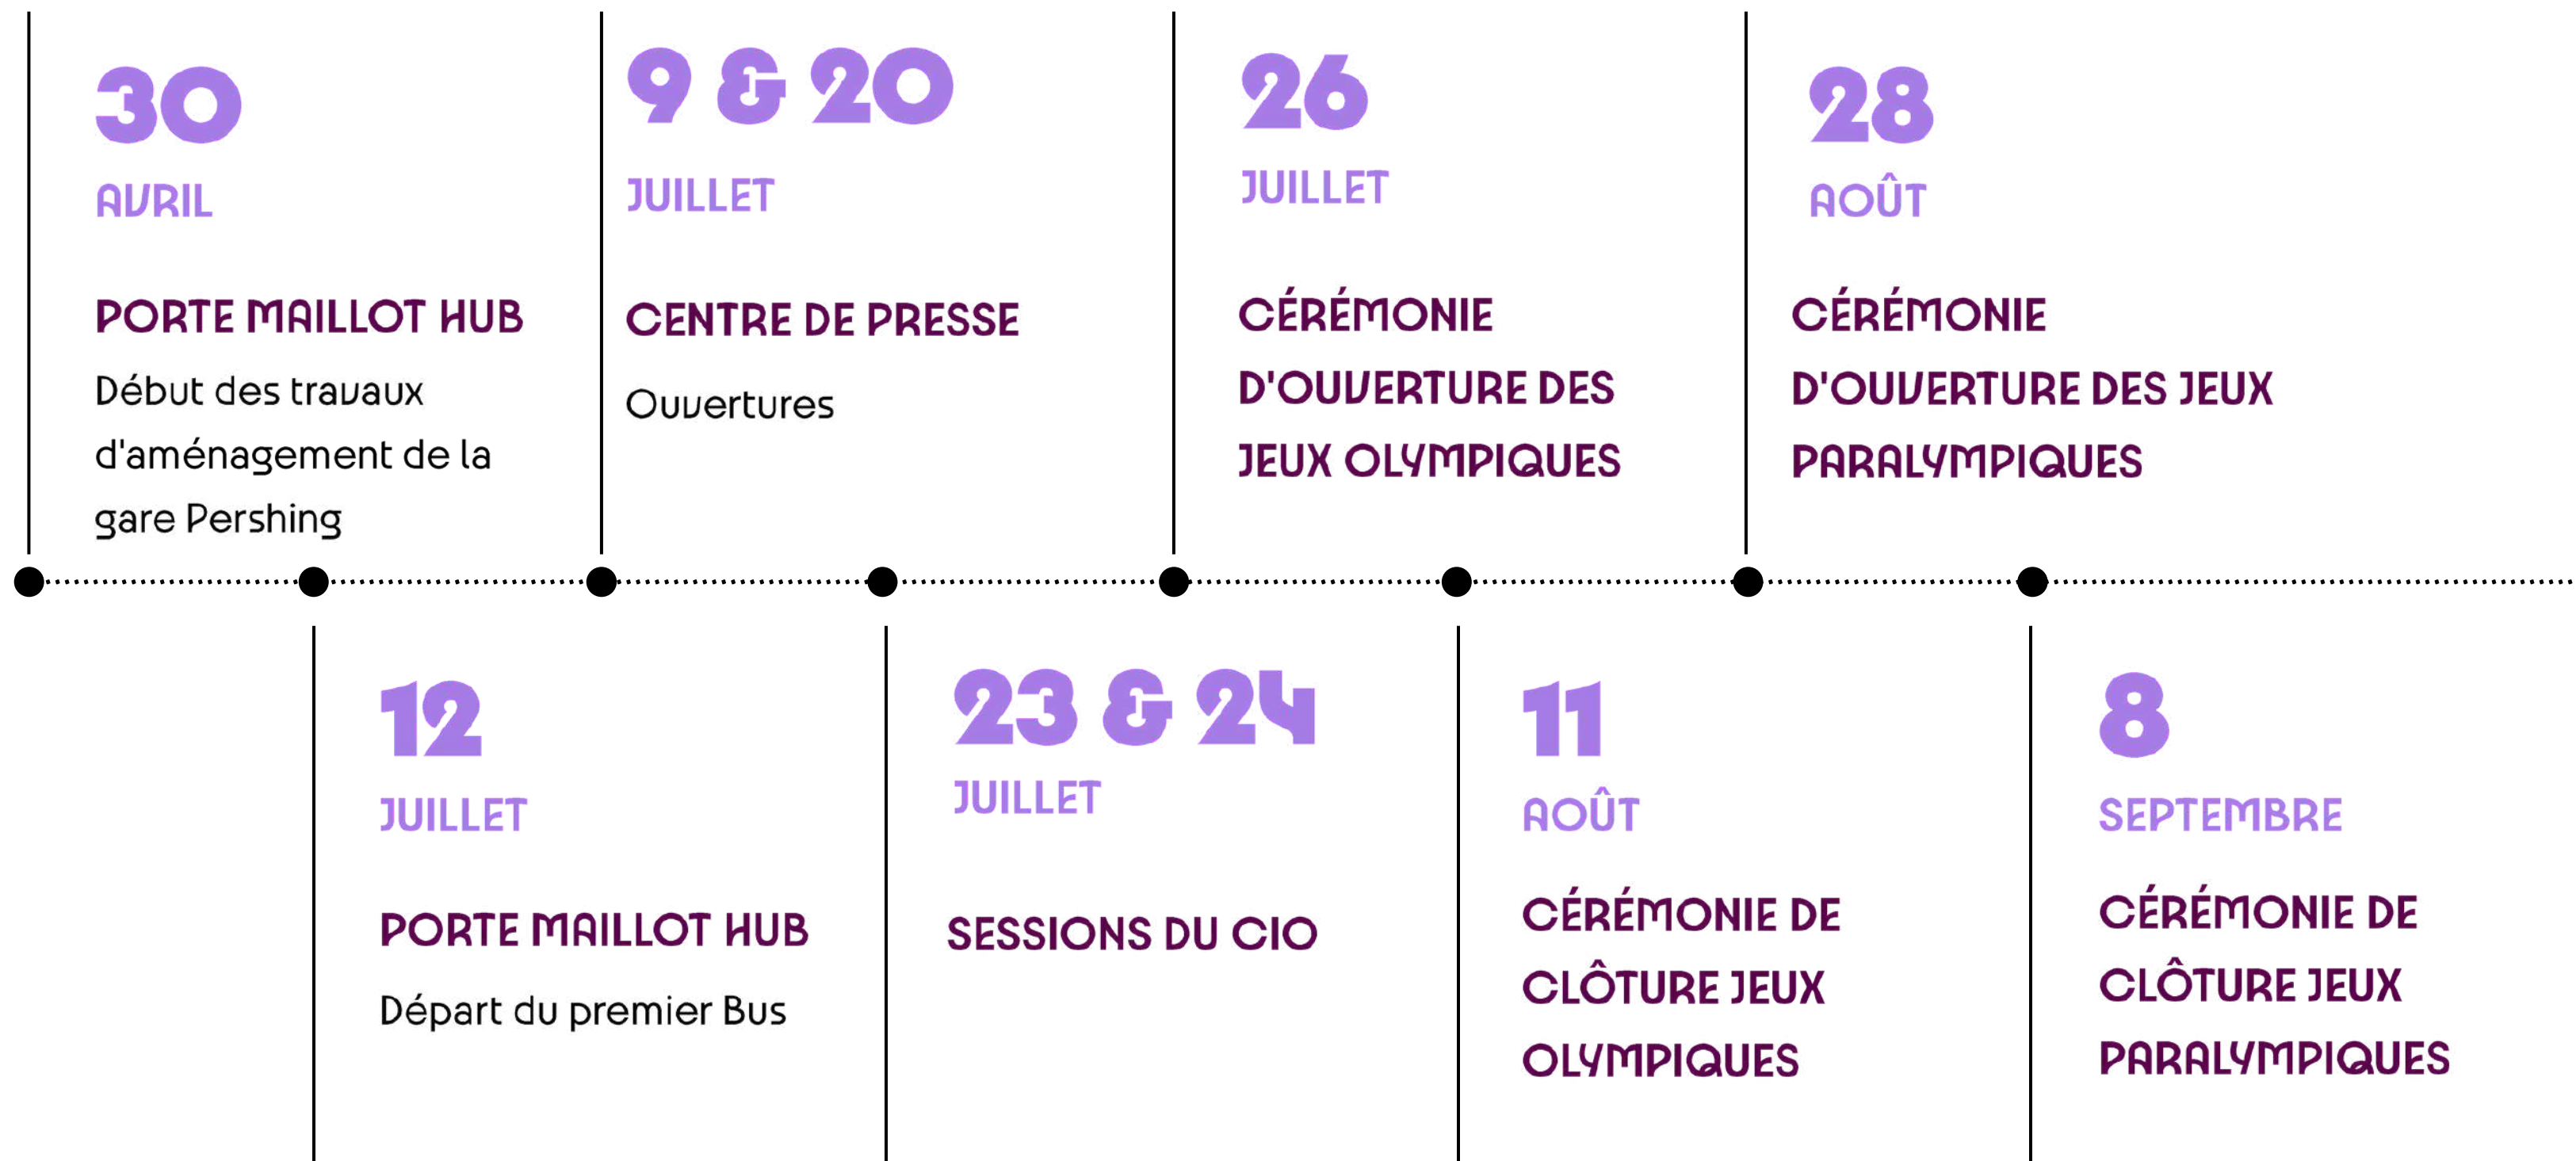 30
AVRIL
PORTE MAILLOT HUB
Début des travaux
d'aménagement de la
gare Pershing
12
JUILLET
PORTE MAILLOT HUB
Départ du premier Bus
9 & 20
JUILLET
CENTRE DE PRESSE
Ouvertures
23 & 24
JUILLET
SESSIONS DU CIO
26
JUILLET
CÉRÉMONIE
D'OUVERTURE DES
JEUX OLYMPIQUES
11
AOÛT
CÉRÉMONIE DE
CLÔTURE JEUX
OLYMPIQUES
28
AOÛT
CÉRÉMONIE
D'OUVERTURE DES JEUX
PARALYMPIQUES
8
SEPTEMBRE
CÉRÉMONIE DE
CLÔTURE JEUX
PARALYMPIQUES